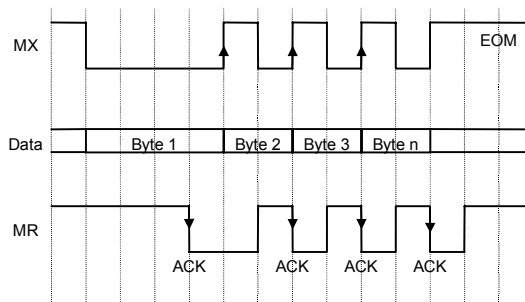 MX
EOM
Data
Byte 1
Byte 2
Byte 3
Byte n
MR
ACK
ACK
ACK
ACK